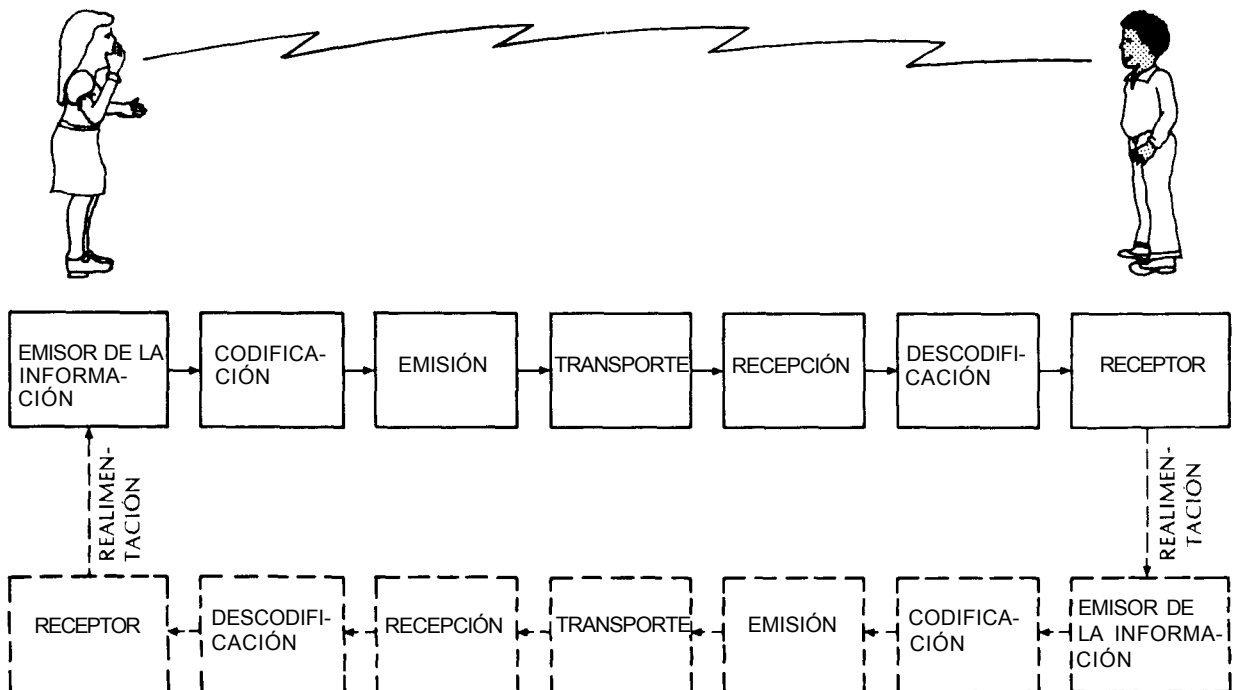 EMISOR DE LA
INFORMA-
CIÓN
CODIFICA-
CIÓN
EMISIÓN
TRANSPORTE
RECEPCIÓN
DESCODIFI-
CACIÓN
RECEPTOR
REALIMEN-
TACIÓN
REALIMEN-
TACIÓN
RECEPTOR
DESCODIFI-
CACIÓN
RECEPCIÓN
TRANSPORTE
EMISIÓN
CODIFICA-
CIÓN
EMISOR DE
LA INFORMA-
CIÓN